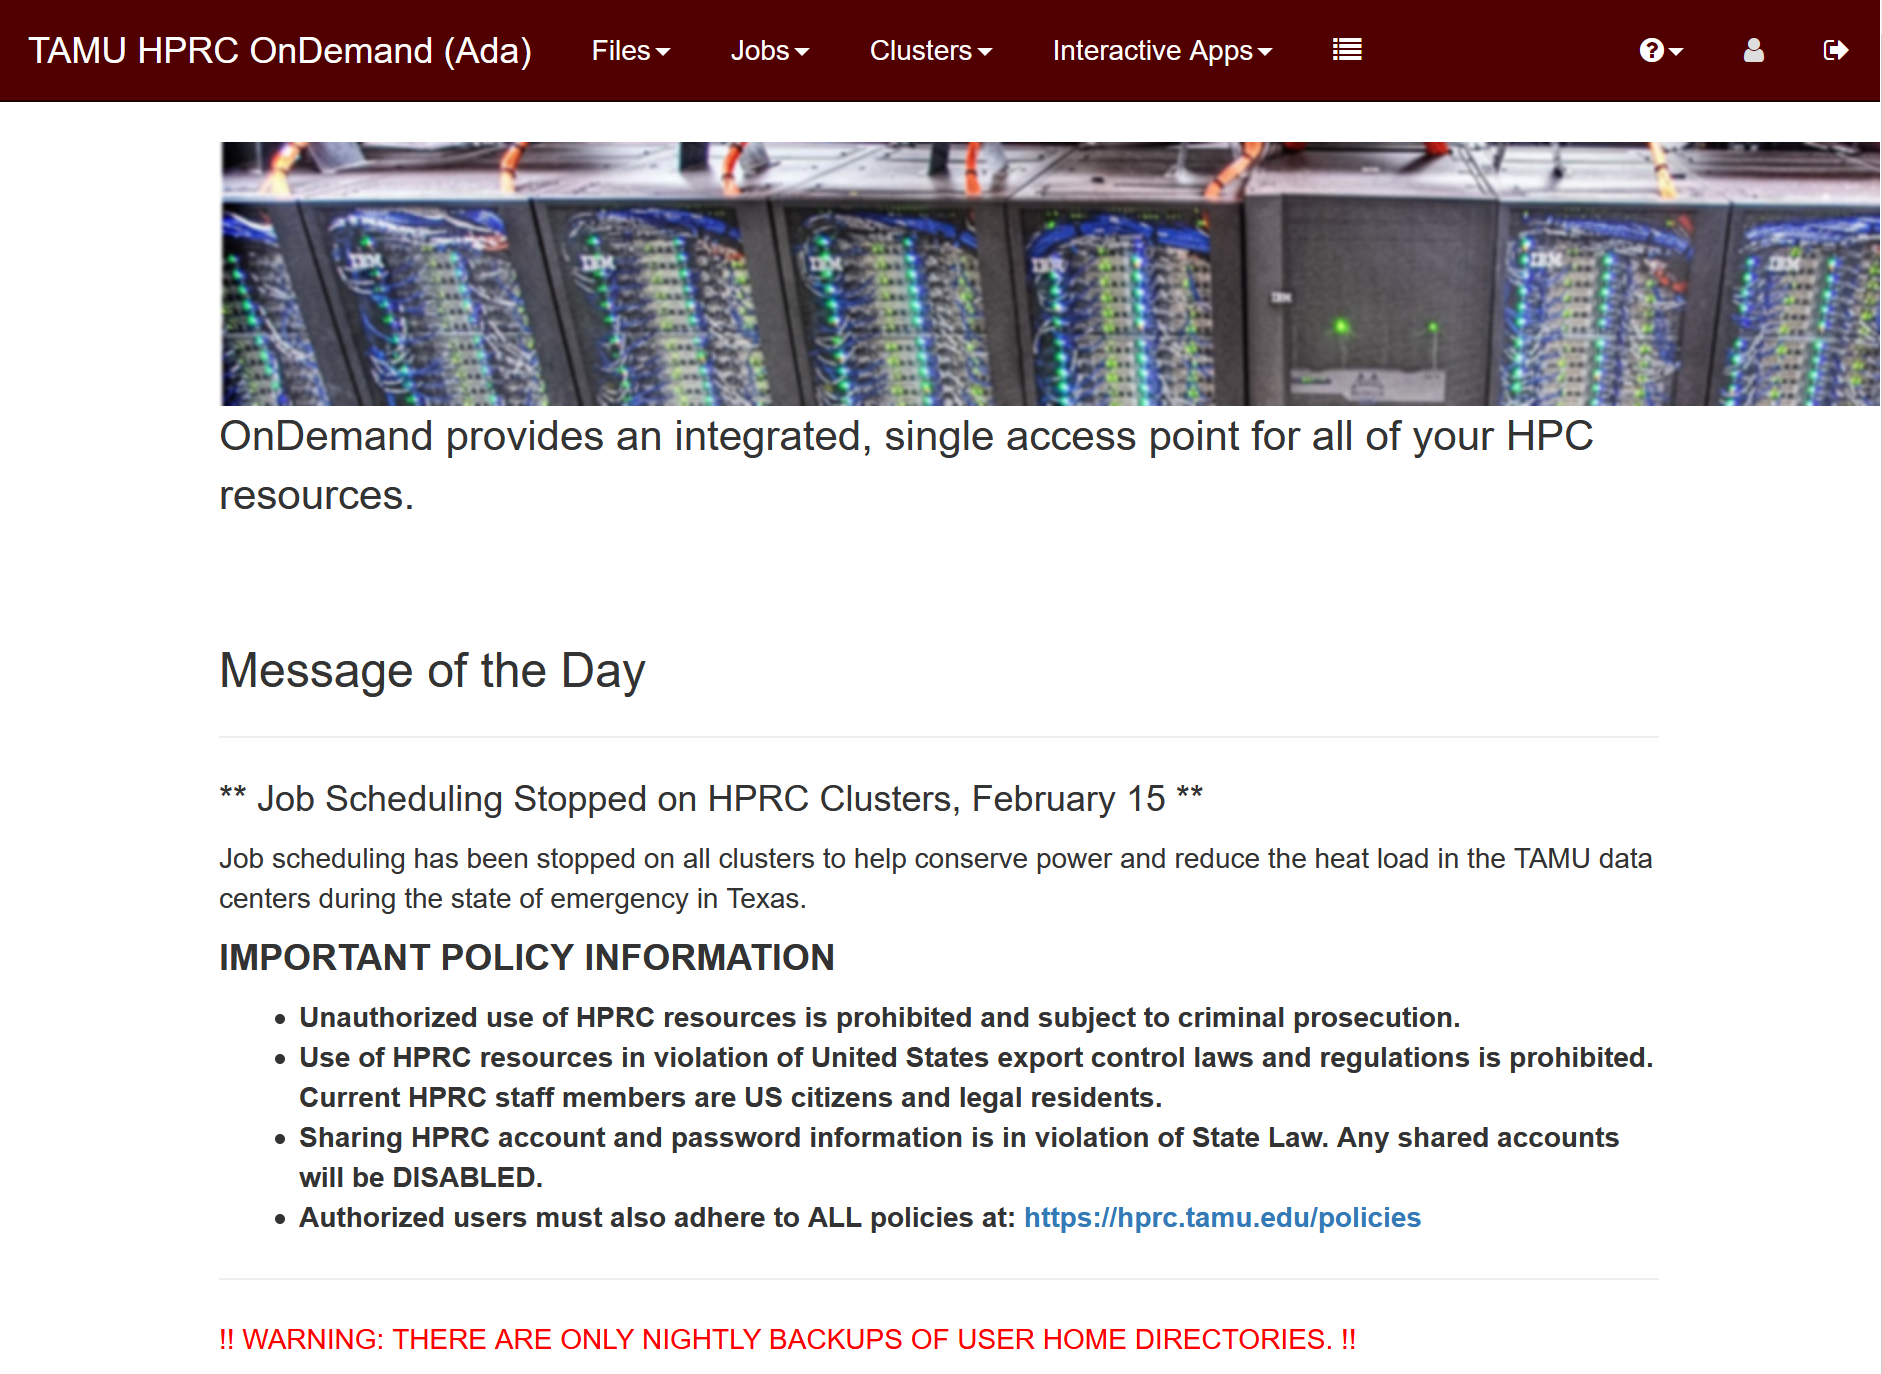 TAMU HPRC OnDemand (Ada) Files Jobs Clusters Interactive Apps
IBM IBM IBM IBM IBM IBM IBM
OnDemand provides an integrated, single access point for all of your HPC
resources.
Message of the Day
** Job Scheduling Stopped on HPRC Clusters, February 15 **
Job scheduling has been stopped on all clusters to help conserve power and reduce the heat load in the TAMU data
centers during the state of emergency in Texas.
IMPORTANT POLICY INFORMATION
• Unauthorized use of HPRC resources is prohibited and subject to criminal prosecution.
• Use of HPRC resources in violation of United States export control laws and regulations is prohibited.
Current HPRC staff members are US citizens and legal residents.
• Sharing HPRC account and password information is in violation of State Law. Any shared accounts
will be DISABLED.
• Authorized users must also adhere to ALL policies at: https://hprc.tamu.edu/policies
!! WARNING: THERE ARE ONLY NIGHTLY BACKUPS OF USER HOME DIRECTORIES. !!